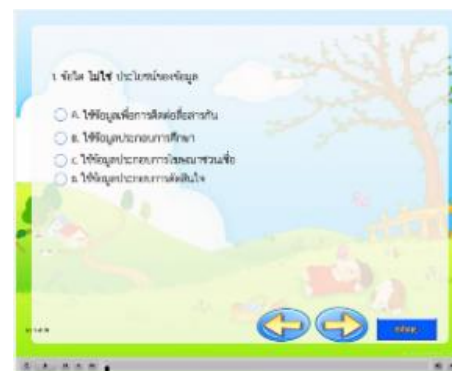 1. ข้อใด ไม่ใช่ ประโยชน์ของข้อมูล
A. ใช้ข้อมูลเพื่อการติดต่อสื่อสารกัน
B. ใช้ข้อมูลประกอบการศึกษา
C. ใช้ข้อมูลประกอบการโฆษณาชวนเชื่อ
D. ใช้ข้อมูลประกอบการตัดสินใจ